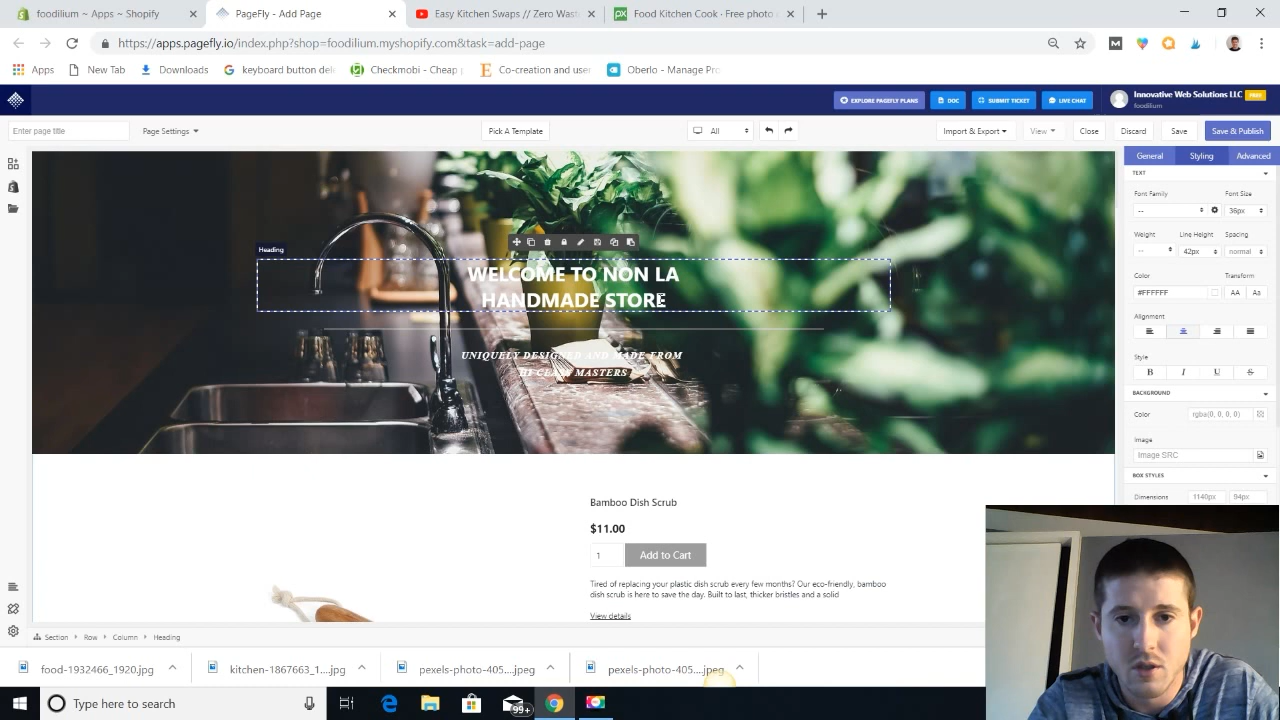 foodilium ~ Apps ~ Shopify
PageFly - Add Page
Easy Kitchen Swaps // Zero Wast
Food Kitchen Cook · Free photo
https://apps.pagefly.io/index.php?shop=foodilium.myshopify.com&task=add-page
Apps
New Tab
Downloads
keyboard button del
Checkmobi - Cheap p
Co-creation and user
Oberlo - Manage Pro
EXPLORE PAGEFLY PLANS
DOC
SUBMIT TICKET
LIVE CHAT
Innovative Web Solutions LLC
FREE
foodilium
Enter page title
Page Settings
Pick A Template
All
Import & Export
View
Close
Discard
Save
Save & Publish
General
Styling
Advanced
TEXT
Font Family
Font Size
--
36px
Weight
Line Height
Spacing
--
42px
normal
Color
Transform
#FFFFFF
AA
Aa
Alignment
Style
B
I
U
S
BACKGROUND
Color
rgba(0, 0, 0, 0)
Image
Image SRC
BOX STYLES
Dimensions
1140px
94px
Heading
WELCOME TO NON LA
HANDMADE STORE
UNIQUELY DESIGNED AND MADE FROM
MASTERS
Bamboo Dish Scrub
$11.00
1
Add to Cart
Tired of replacing your plastic dish scrub every few months? Our eco-friendly, bamboo
dish scrub is here to save the day. Built to last, thicker bristles and a solid
View details
Section
Row
Column
Heading
food-1932466_1920.jpg
kitchen-1867663_1....jpg
pexels-photo-405....jpeg
pexels-photo-405....jpeg
Type here to search
99+